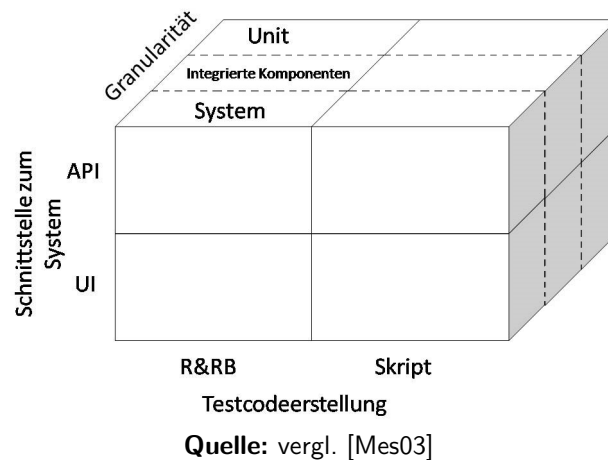 Granularität
Unit
Integrierte Komponenten
System
Schnittstelle zum
System
API
UI
R&RB
Skript
Testcodeerstellung
Quelle: vergl. [Mes03]